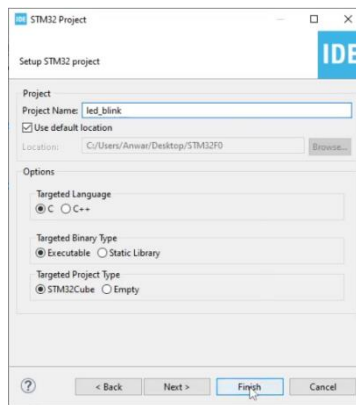 IDE STM32 Project
Setup STM32 project
IDE
Project
Project Name: led_blink
Use default location
Location: C:/Users/Anwar/Desktop/STM32F0 Browse...
Options
Targeted Language
C C++
Targeted Binary Type
Executable Static Library
Targeted Project Type
STM32Cube Empty
? < Back Next > Finish Cancel